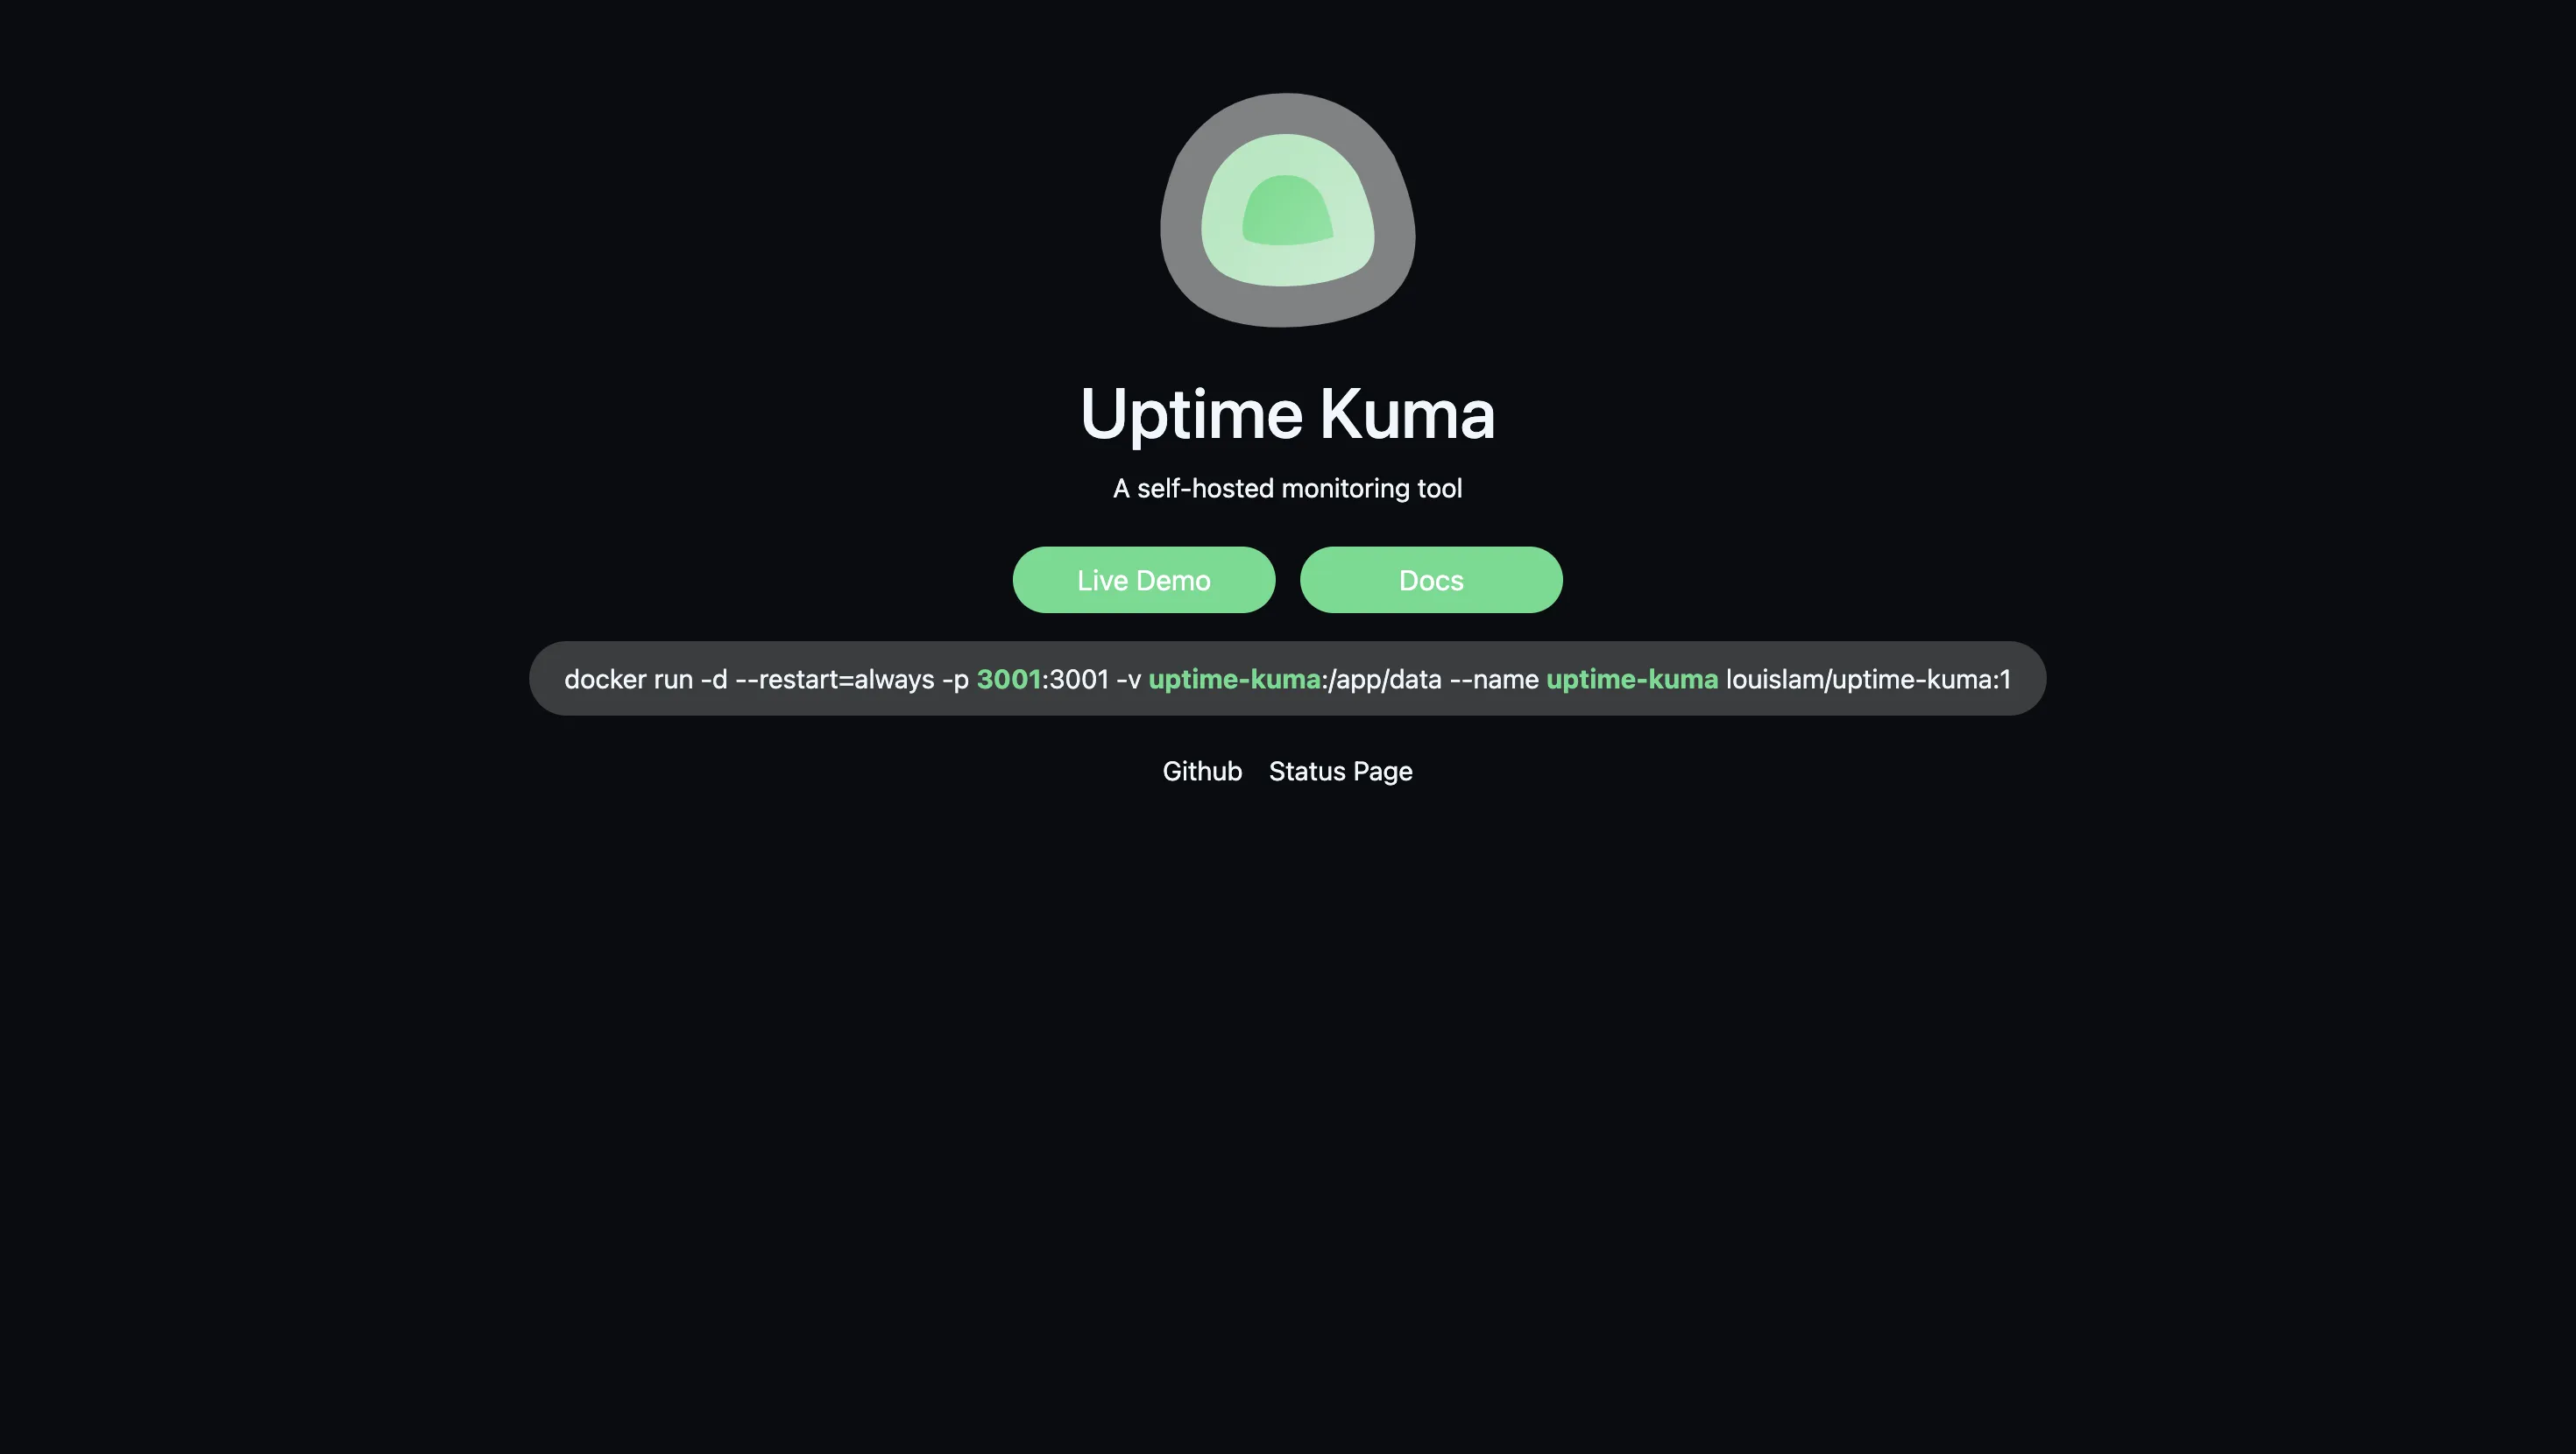 Uptime Kuma
A self-hosted monitoring tool
Live Demo Docs
docker run -d --restart=always -p 3001:3001 -v uptime-kuma:/app/data --name uptime-kuma louislam/uptime-kuma:1
Github Status Page